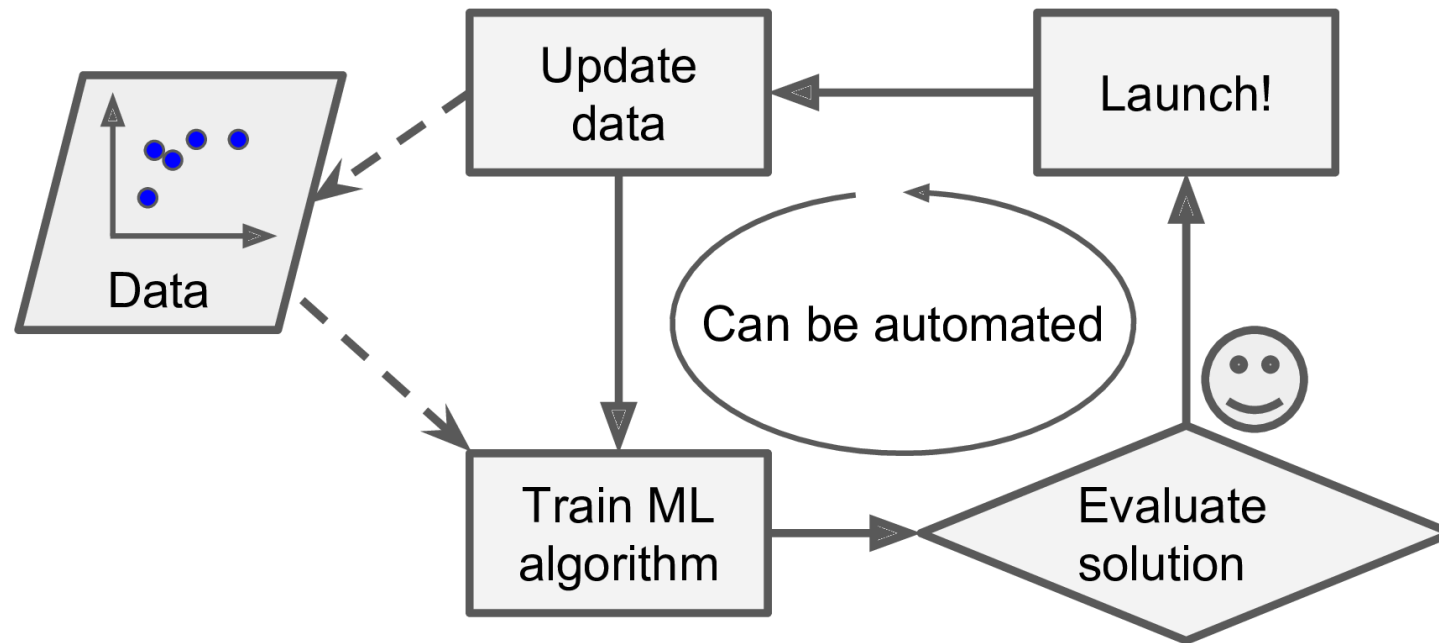 Update
data
Launch!
Data
Can be automated
Train ML
algorithm
Evaluate
solution